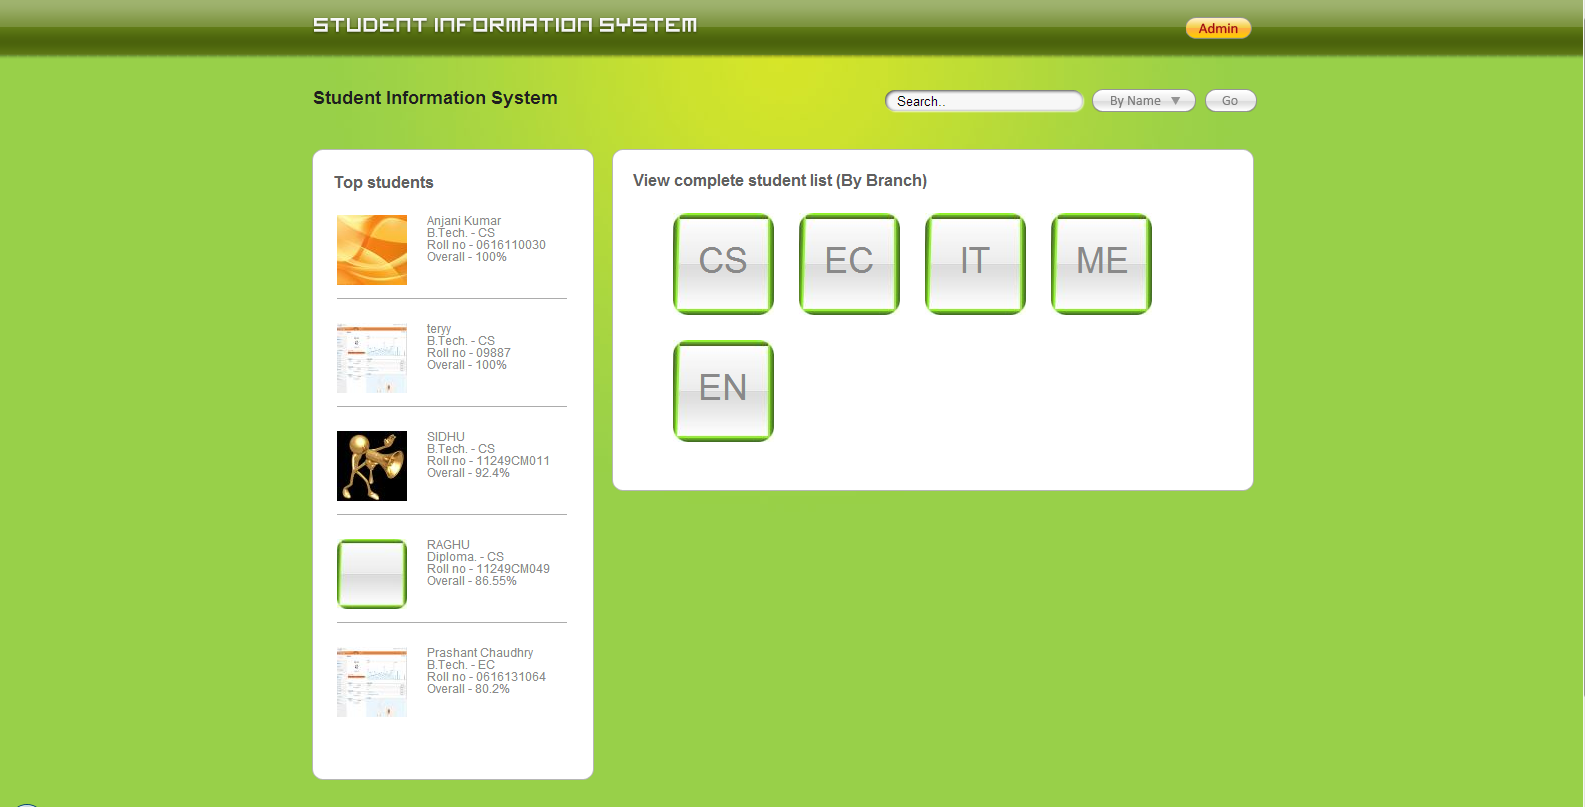 STUDENT INFORMATION SYSTEM
Admin
Student Information System
Search..
By Name
Go
Top students
Anjani Kumar
B.Tech. - CS
Roll no - 0616110030
Overall - 100%
teryy
B.Tech. - CS
Roll no - 09887
Overall - 100%
SIDHU
B.Tech. - CS
Roll no - 11249CM011
Overall - 92.4%
RAGHU
Diploma. - CS
Roll no - 11249CM049
Overall - 86.55%
Prashant Chaudhry
B.Tech. - EC
Roll no - 0616131064
Overall - 80.2%
View complete student list (By Branch)
CS EC IT ME
EN